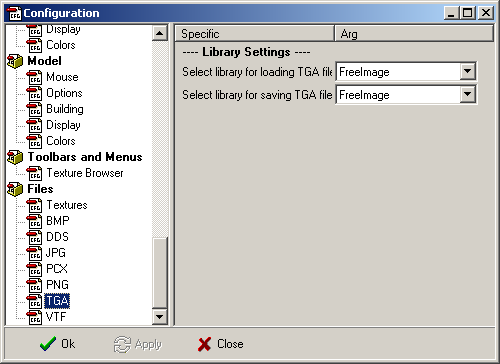 Configuration
Display
Colors
Model
Mouse
Options
Building
Display
Colors
Toolbars and Menus
Texture Browser
Files
Textures
BMP
DDS
JPG
PCX
PNG
TGA
VTF
Specific Arg
---- Library Settings ----
Select library for loading TGA file FreeImage
Select library for saving TGA file FreeImage
Ok Apply Close